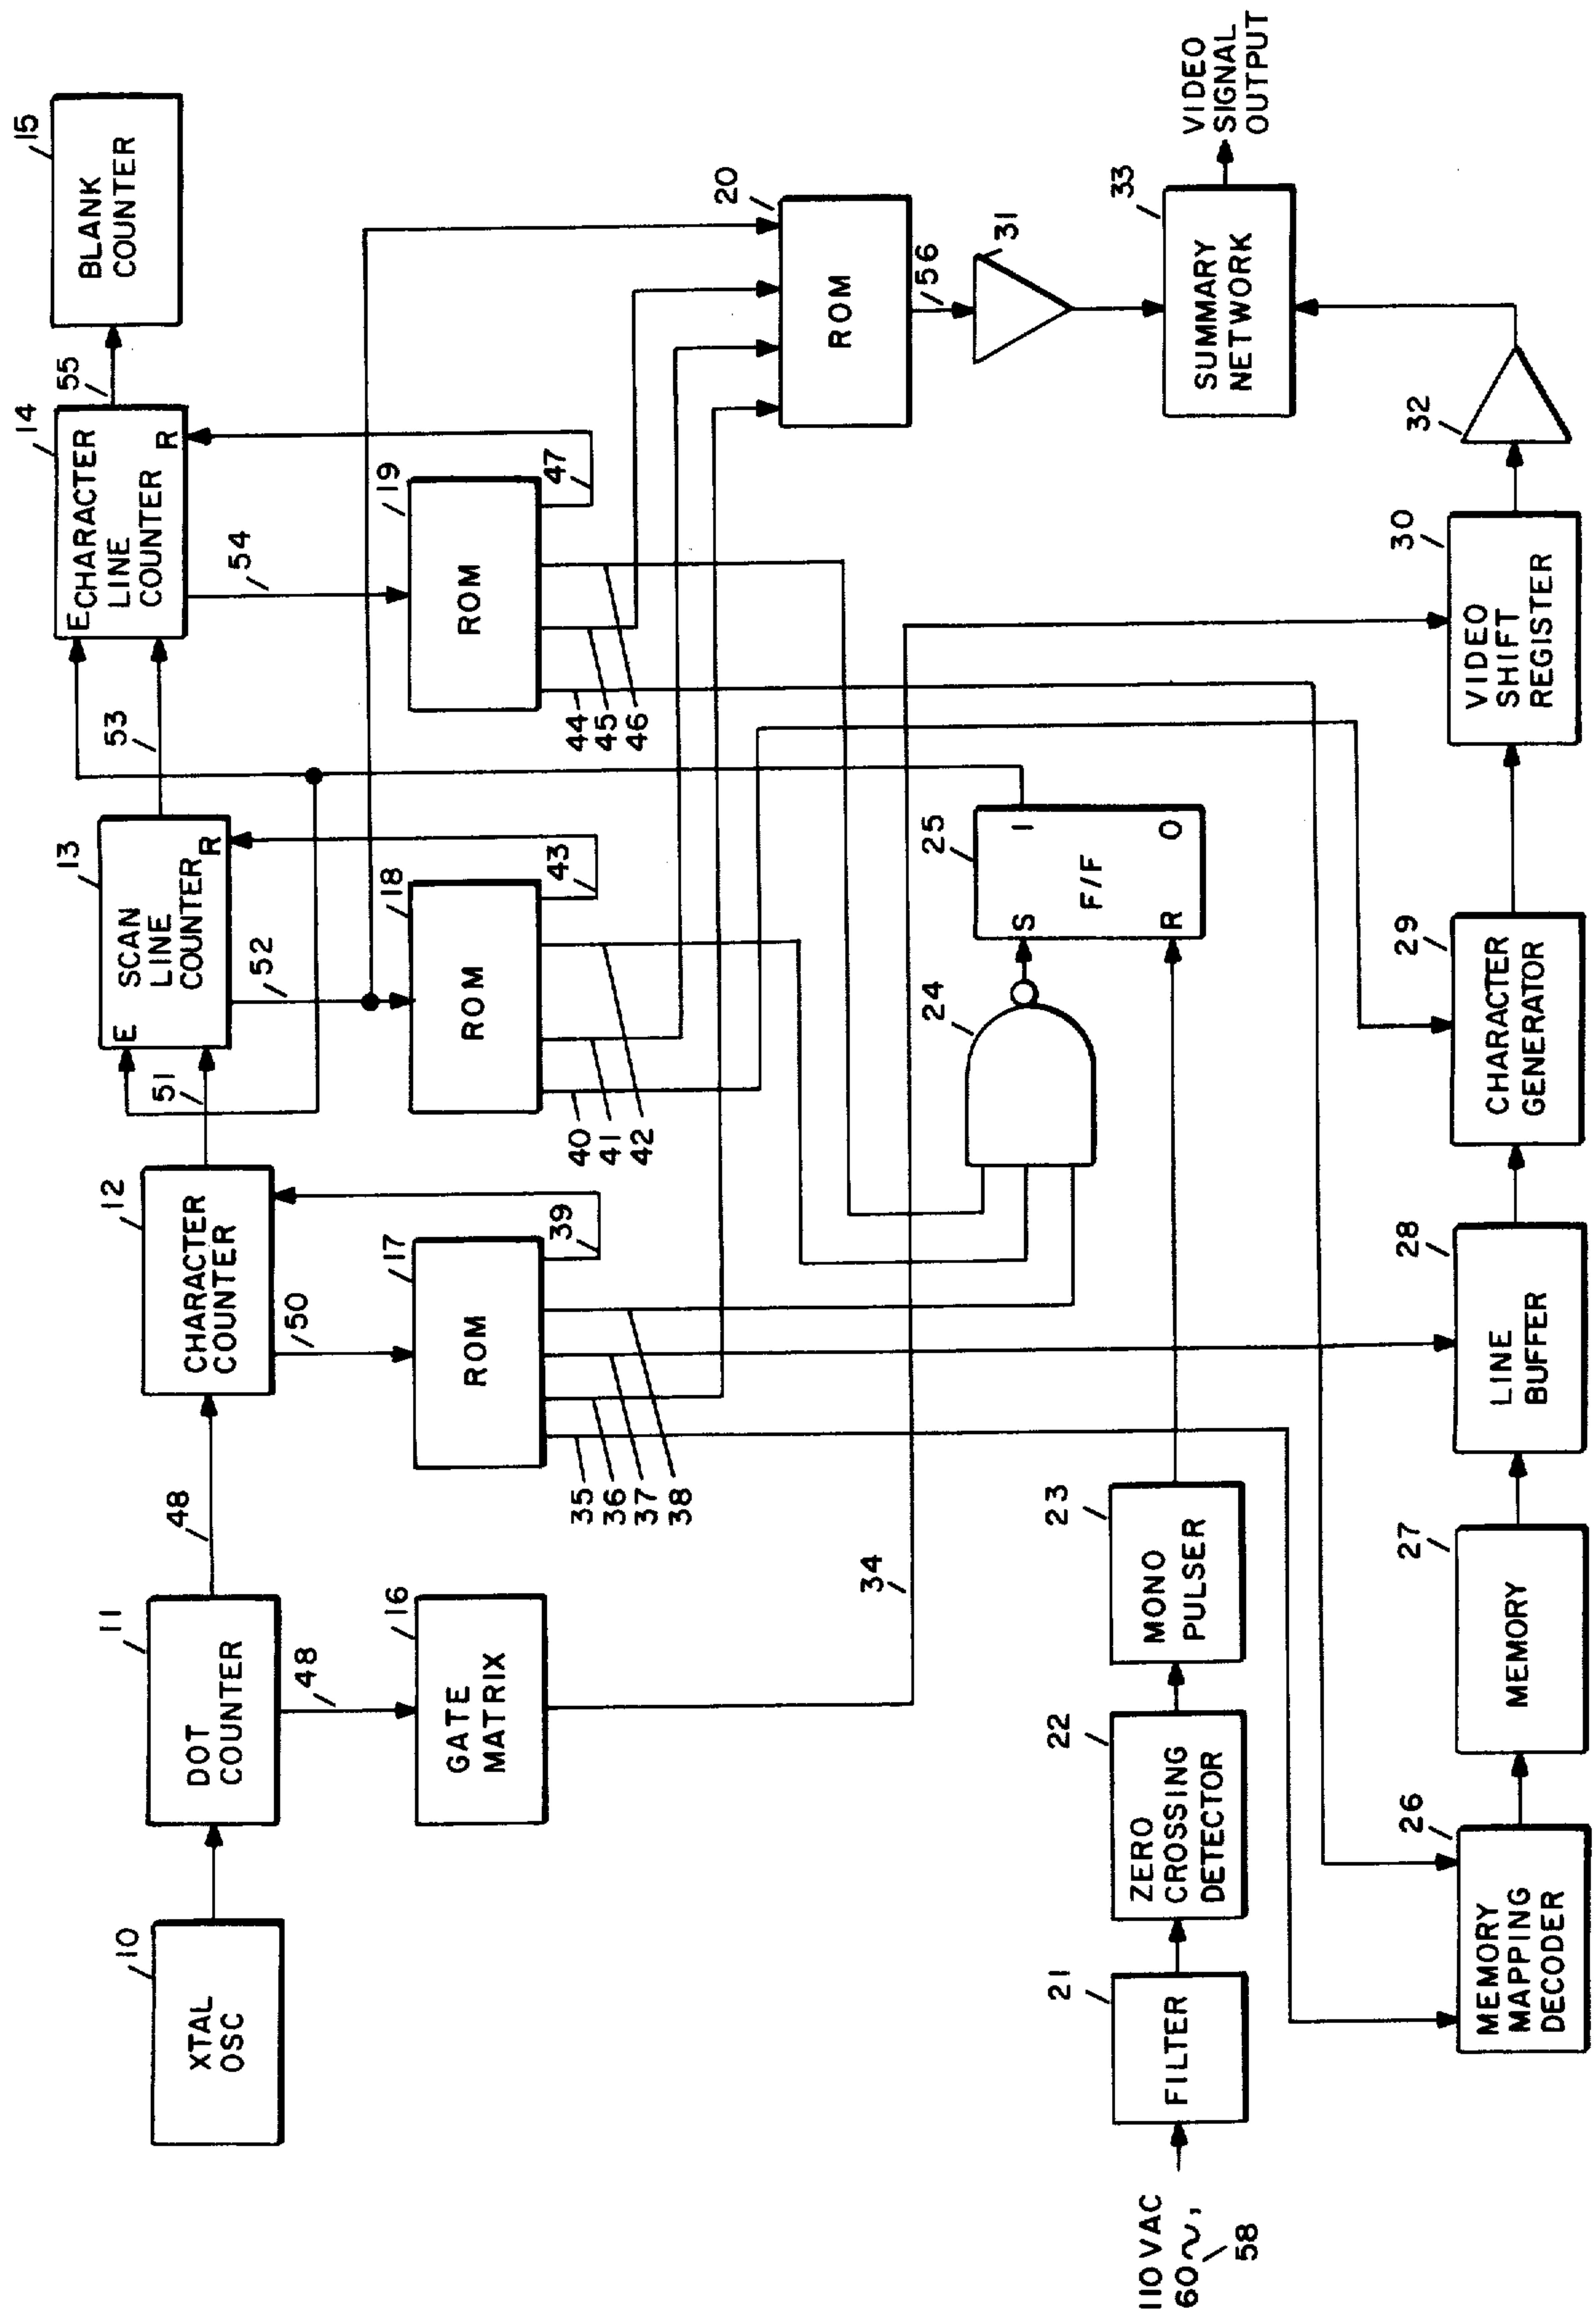 10
XTAL
OSC
11
DOT
COUNTER
48
12
CHARACTER
COUNTER
51
E
SCAN
LINE
COUNTER
R
13
53
E
CHARACTER
LINE
COUNTER
R
14
55
15
BLANK
COUNTER
48
16
GATE
MATRIX
50
17
ROM
39
35
36
37
38
52
18
ROM
43
40
41
42
54
19
ROM
47
44
45
46
20
ROM
56
31
34
110 VAC
60~,
58
21
FILTER
22
ZERO
CROSSING
DETECTOR
23
MONO
PULSER
24
25
S
1
F/F
R
0
33
SUMMARY
NETWORK
VIDEO
SIGNAL
OUTPUT
26
MEMORY
MAPPING
DECODER
27
MEMORY
28
LINE
BUFFER
29
CHARACTER
GENERATOR
30
VIDEO
SHIFT
REGISTER
32